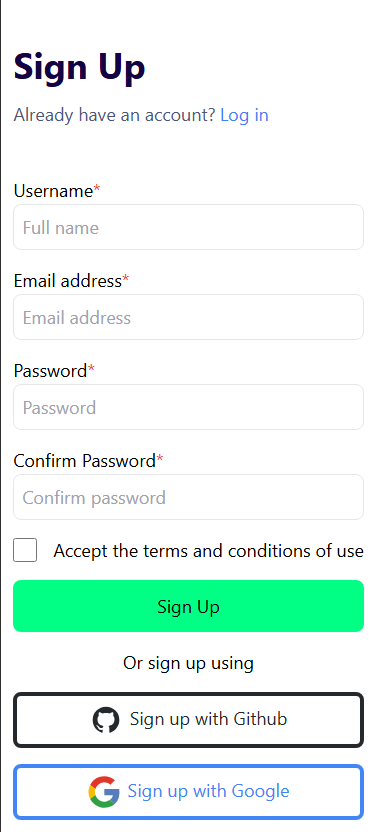 Sign Up
Already have an account? Log in
Username*
Full name
Email address*
Email address
Password*
Password
Confirm Password*
Confirm password
Accept the terms and conditions of use
Sign Up
Or sign up using
Sign up with Github
Sign up with Google